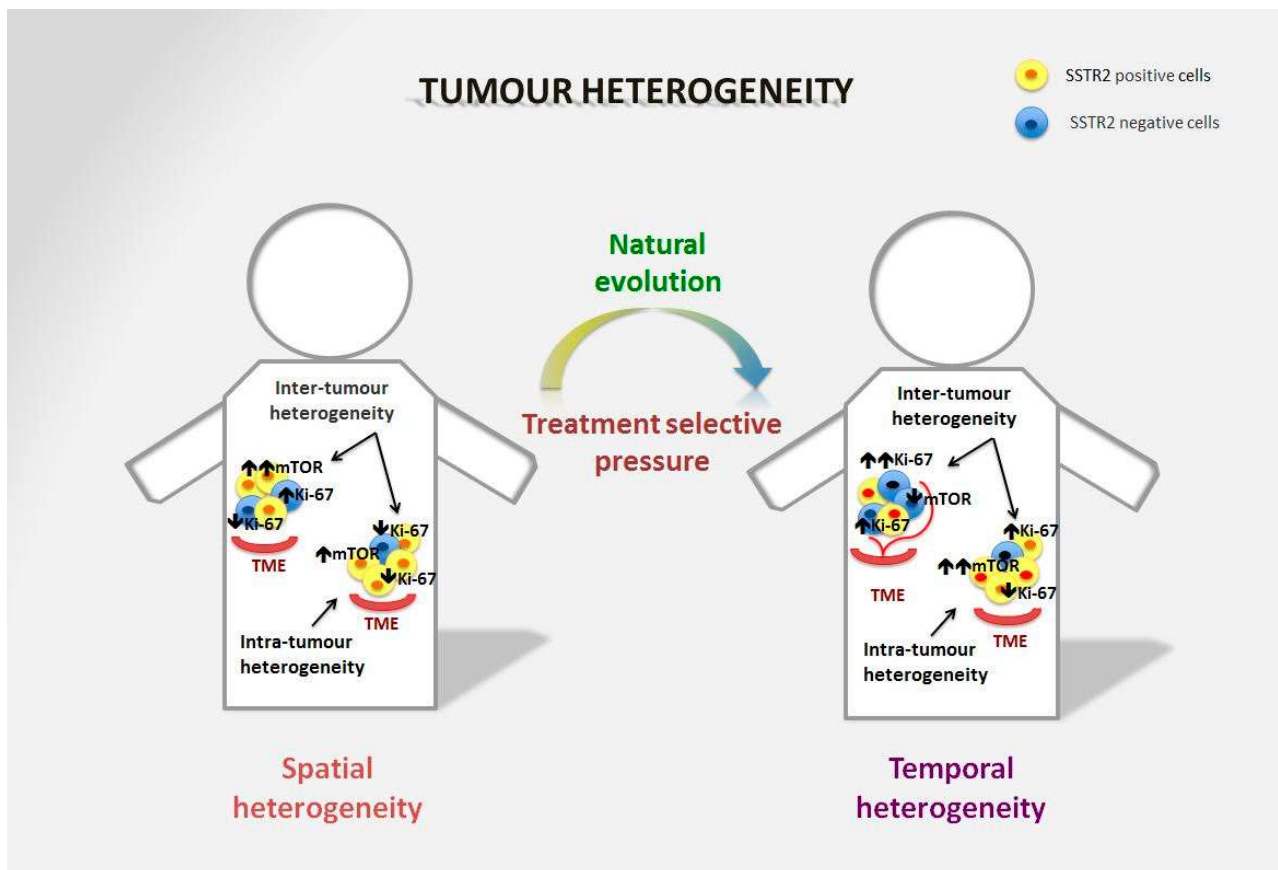 TUMOUR HETEROGENEITY
SSTR2 positive cells
SSTR2 negative cells
Natural
evolution
Treatment selective
pressure
Inter-tumour
heterogeneity
↑↑mTOR
↑Ki-67
↓Ki-67
TME
↓Ki-67
↑mTOR
↓Ki-67
TME
Intra-tumour
heterogeneity
Spatial
heterogeneity
Inter-tumour
heterogeneity
↑↑Ki-67
↓mTOR
↑Ki-67
TME
↑Ki-67
↑↑mTOR
↓Ki-67
TME
Intra-tumour
heterogeneity
Temporal
heterogeneity